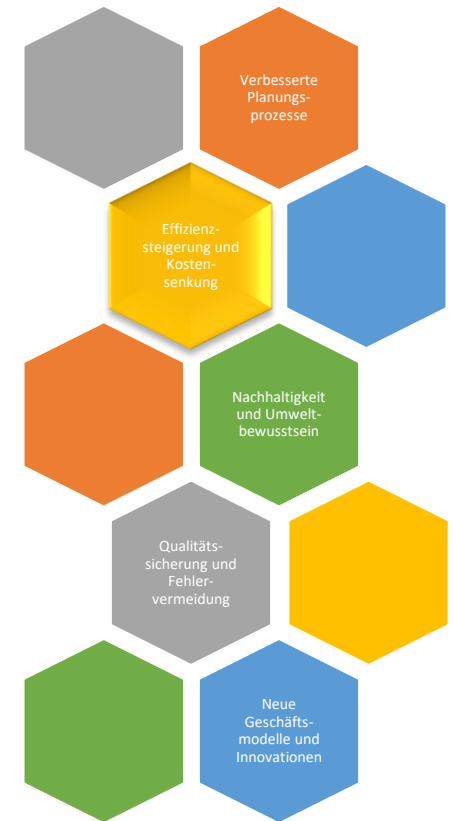 Verbesserte
Planungs-
prozesse
Effizienz-
steigerung und
Kosten-
senkung
Nachhaltigkeit
und Umwelt-
bewusstsein
Qualitäts-
sicherung und
Fehler-
vermeidung
Neue
Geschäfts-
modelle und
Innovationen